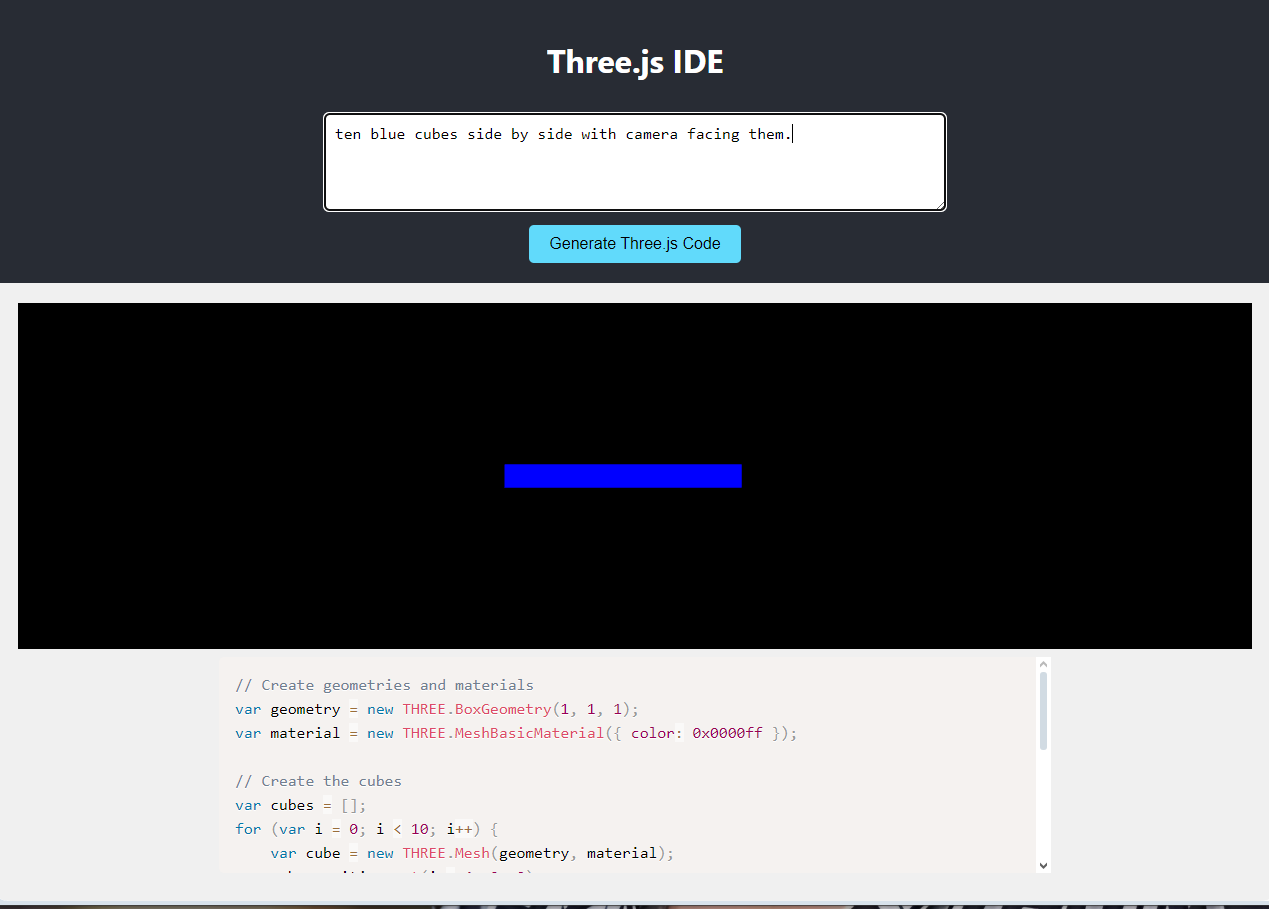 Three.js IDE
ten blue cubes side by side with camera facing them.
Generate Three.js Code
// Create geometries and materials
var geometry = new THREE.BoxGeometry(1, 1, 1);
var material = new THREE.MeshBasicMaterial({ color: 0x0000ff });
// Create the cubes
var cubes = [];
for (var i = 0; i < 10; i++) {
var cube = new THREE.Mesh(geometry, material);